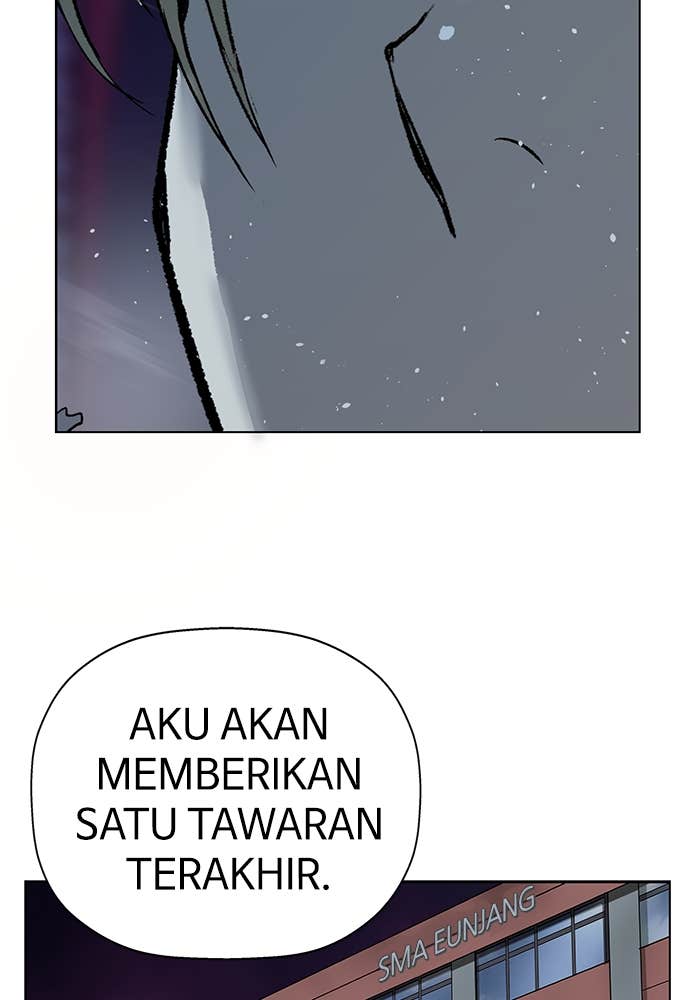 AKU AKAN
MEMBERIKAN
SATU TAWARAN
TERAKHIR.
SMA EUNJANG